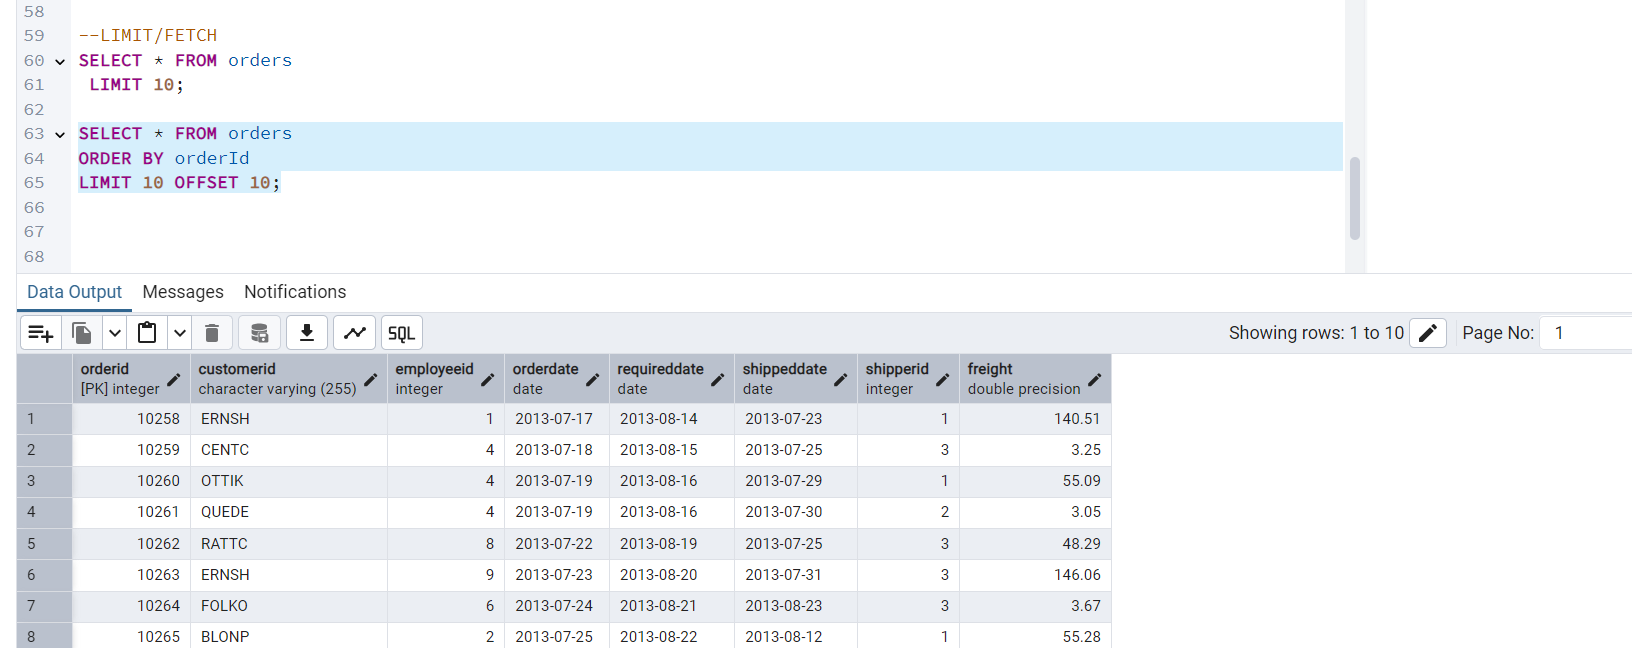 58
59 --LIMIT/FETCH
60 SELECT * FROM orders
61 LIMIT 10;
62
63 SELECT * FROM orders
64 ORDER BY orderId
65 LIMIT 10 OFFSET 10;
66
67
68
Data Output Messages Notifications
SQL Showing rows: 1 to 10 Page No: 1
orderid customerid employeeid orderdate requireddate shippeddate shipperid freight
[PK] integer character varying (255) integer date date date integer double precision
1 10258 ERNSH 1 2013-07-17 2013-08-14 2013-07-23 1 140.51
2 10259 CENTC 4 2013-07-18 2013-08-15 2013-07-25 3 3.25
3 10260 OTTIK 4 2013-07-19 2013-08-16 2013-07-29 1 55.09
4 10261 QUEDE 4 2013-07-19 2013-08-16 2013-07-30 2 3.05
5 10262 RATTC 8 2013-07-22 2013-08-19 2013-07-25 3 48.29
6 10263 ERNSH 9 2013-07-23 2013-08-20 2013-07-31 3 146.06
7 10264 FOLKO 6 2013-07-24 2013-08-21 2013-08-23 3 3.67
8 10265 BLONP 2 2013-07-25 2013-08-22 2013-08-12 1 55.28